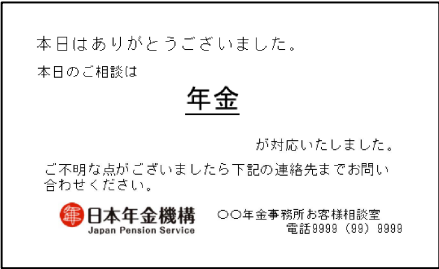 本日はありがとうございました。
本日のご相談は
年金
が対応いたしました。
ご不明な点がございましたら下記の連絡先までお問い
合わせください。
年 日本年金機構
Japan Pension Service
〇〇年金事務所お客様相談室
電話9999（99）9999